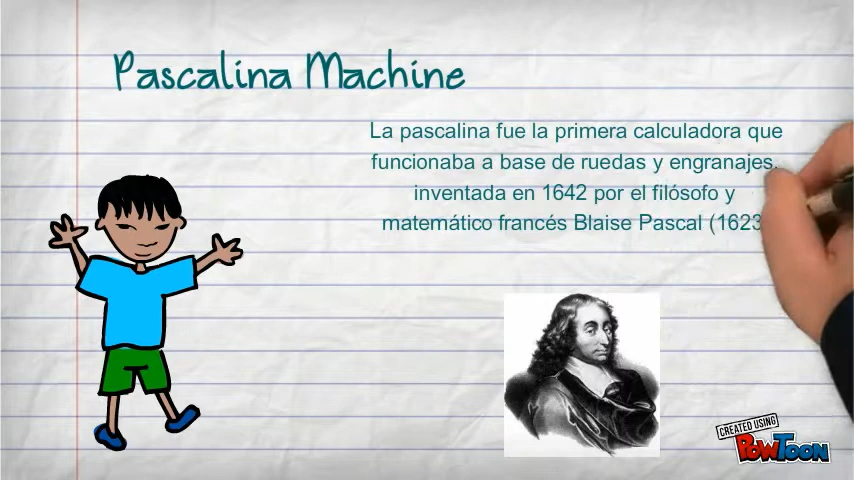 Pascalina Machine
La pascalina fue la primera calculadora que
funcionaba a base de ruedas y engranajes,
inventada en 1642 por el filósofo y
matemático francés Blaise Pascal (1623
CREATED USING
POWTOON